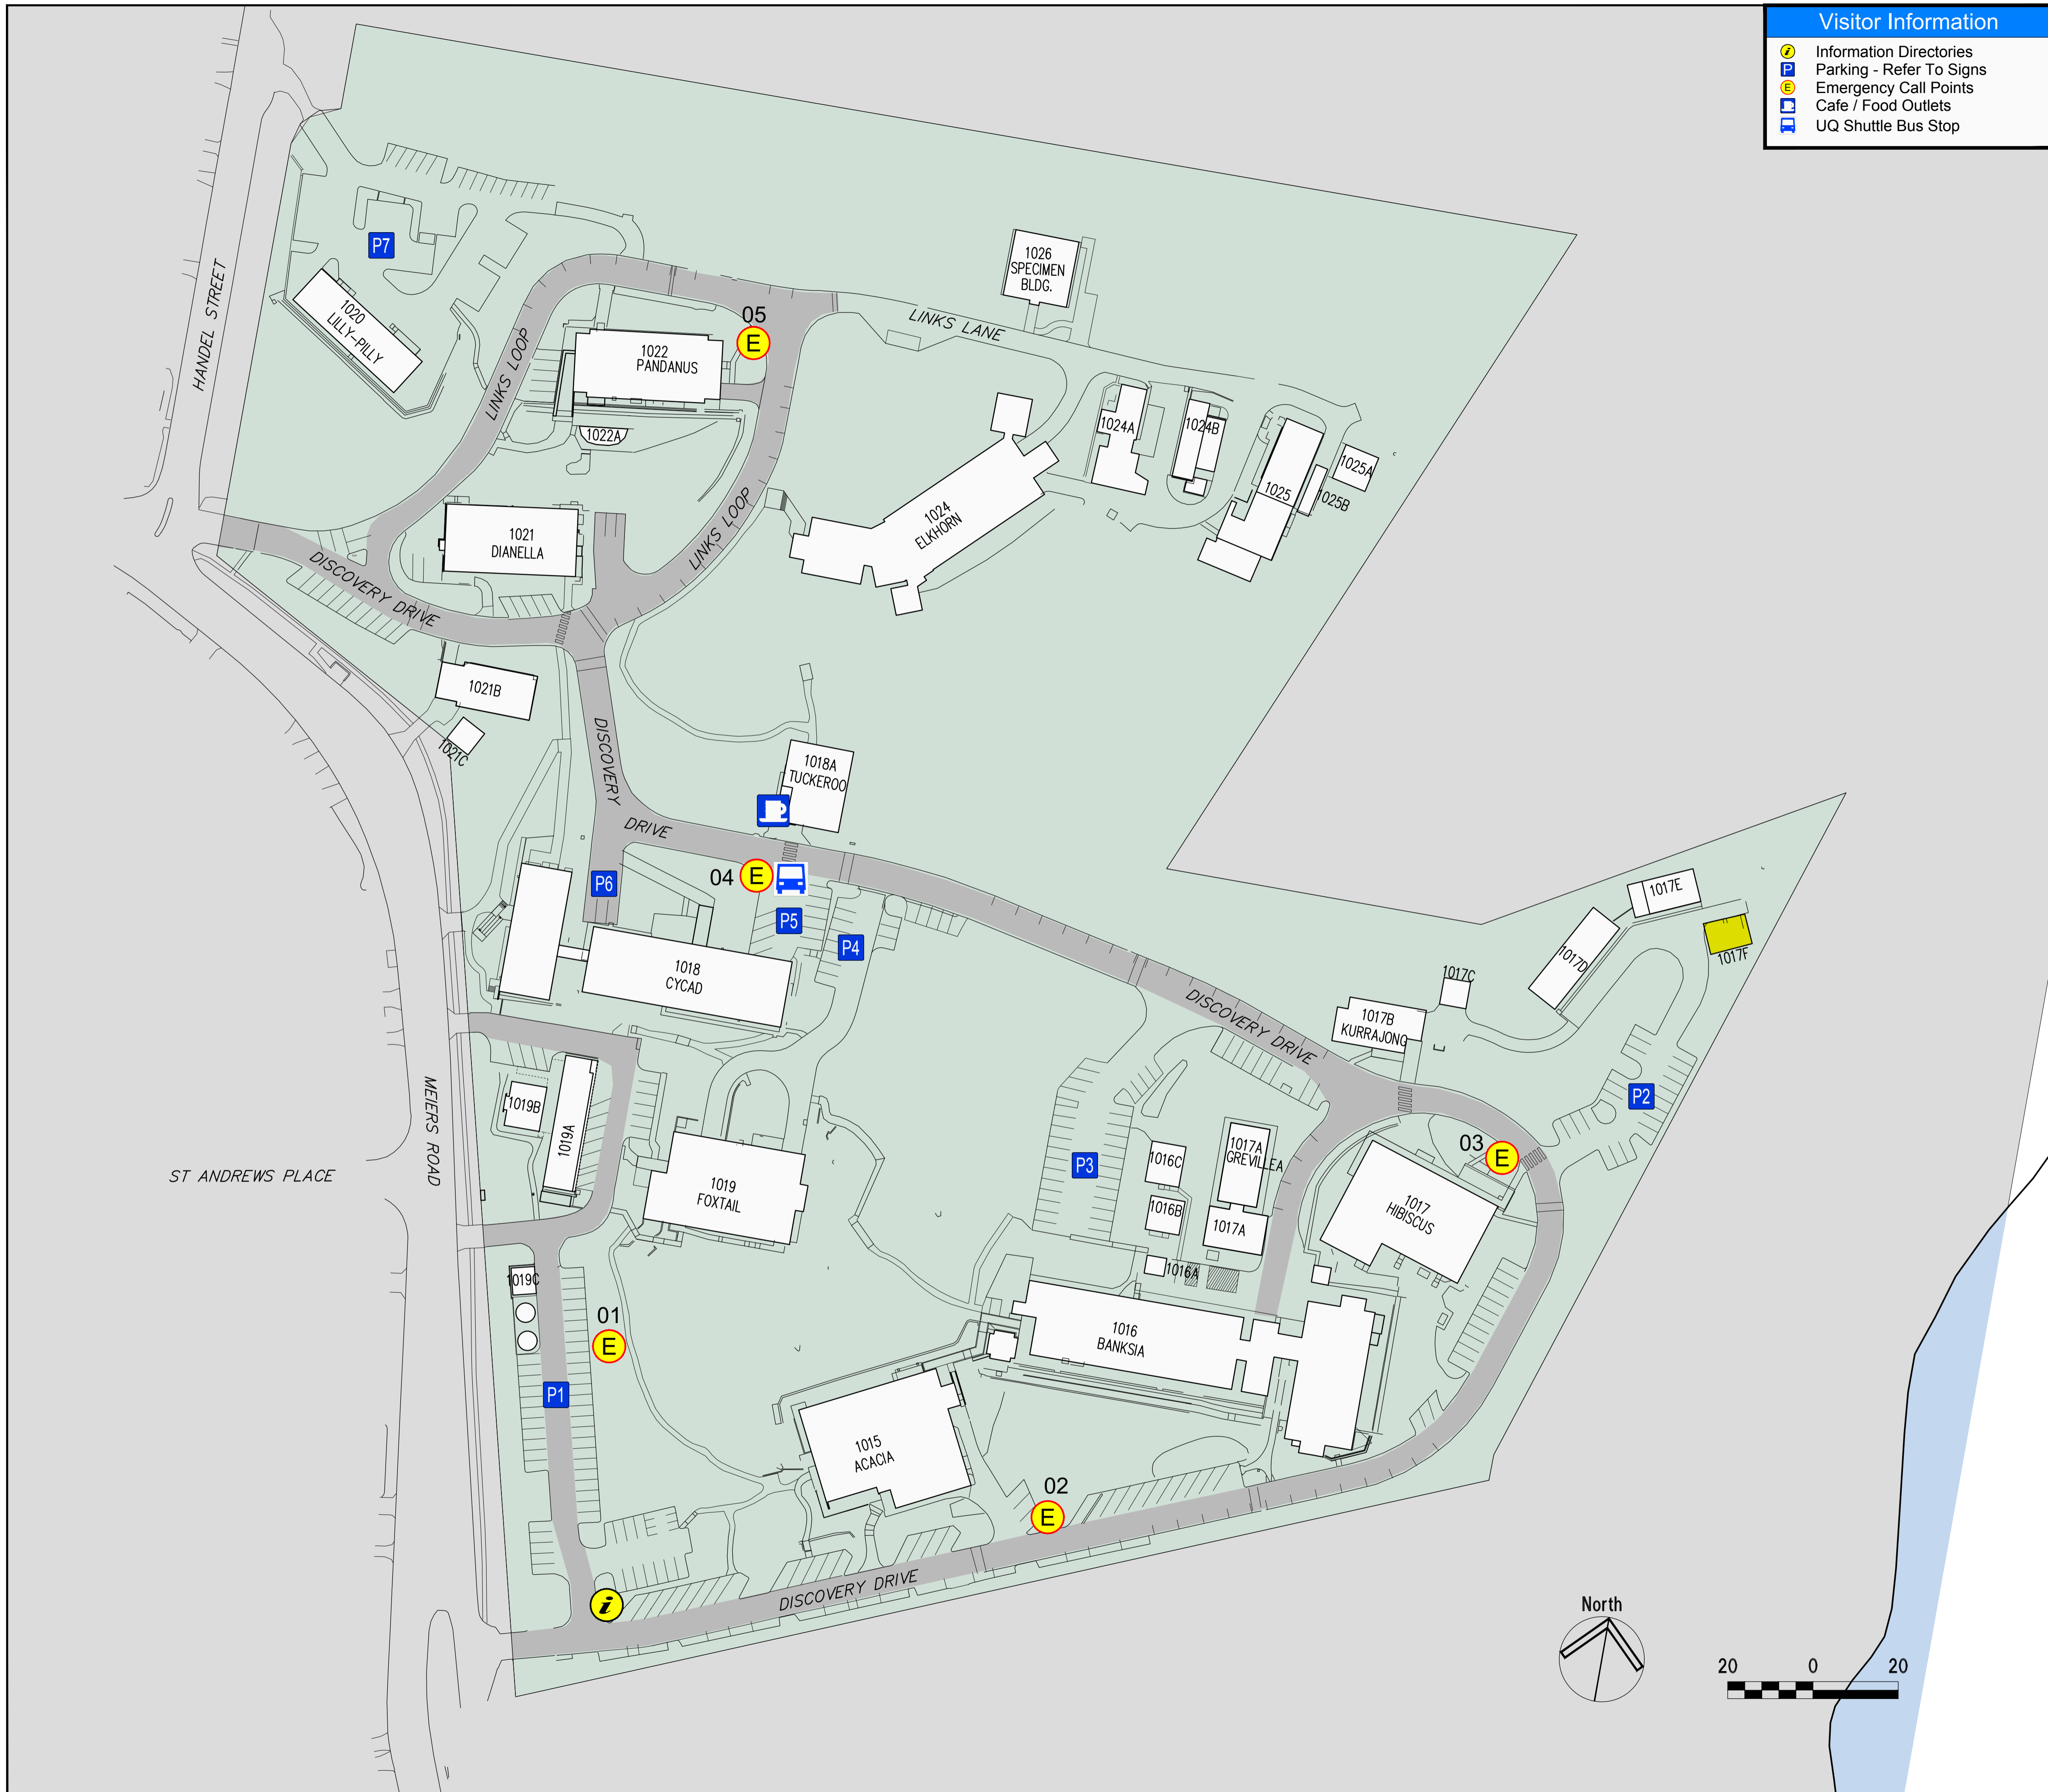 Visitor Information
Information Directories
P Parking - Refer To Signs
E Emergency Call Points
Cafe / Food Outlets
UQ Shuttle Bus Stop
HANDEL STREET
P7
1020
LILLY-PILLY
LINKS LOOP
1022
PANDANUS
05
E
1022A
LINKS LANE
1026
SPECIMEN
BLDG.
1024A
1024B
1025
1025A
1025B
1024
ELKHORN
LINKS LOOP
1021
DIANELLA
DISCOVERY DRIVE
1021B
1021C
DISCOVERY
DRIVE
1018A
TUCKEROO
04
E
P6
P5
P4
1018
CYCAD
DISCOVERY DRIVE
1017B
KURRAJONG
1017C
1017D
1017E
1017F
P2
MEIERS ROAD
ST ANDREWS PLACE
1019B
1019A
1019
FOXTAIL
P3
1016C
1016B
1016A
1017A
GREVILLEA
1017A
03
E
1017
HIBISCUS
1019C
01
E
P1
1016
BANKSIA
1015
ACACIA
02
E
i
DISCOVERY DRIVE
North
20 0 20